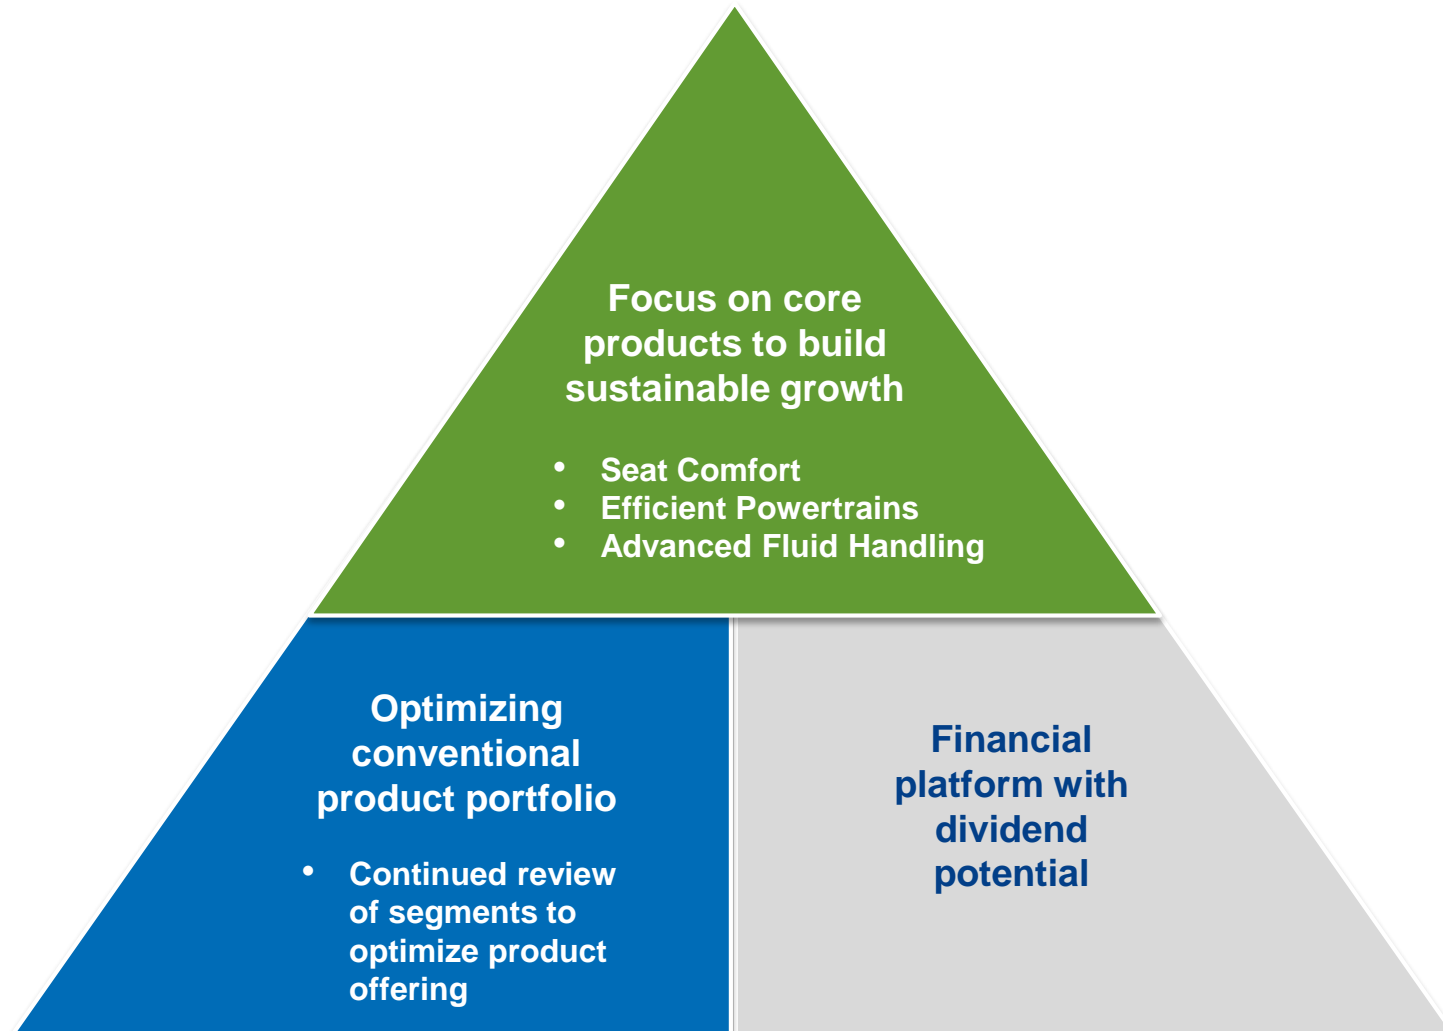 Focus on core
products to build
sustainable growth
• Seat Comfort
• Efficient Powertrains
• Advanced Fluid Handling
Optimizing
conventional
product portfolio
• Continued review
of segments to
optimize product
offering
Financial
platform with
dividend
potential